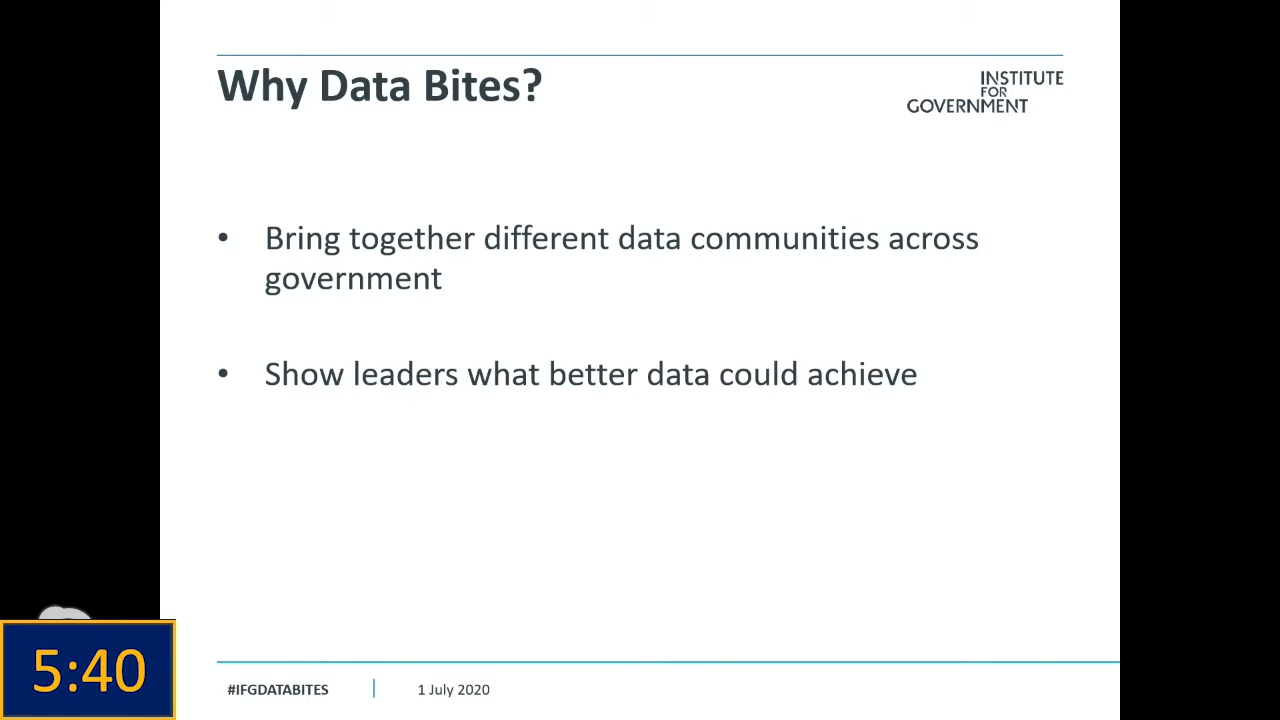 Why Data Bites?
INSTITUTE
FOR
GOVERNMENT
• Bring together different data communities across
government
• Show leaders what better data could achieve
5:40
#IFGDATABITES
1 July 2020